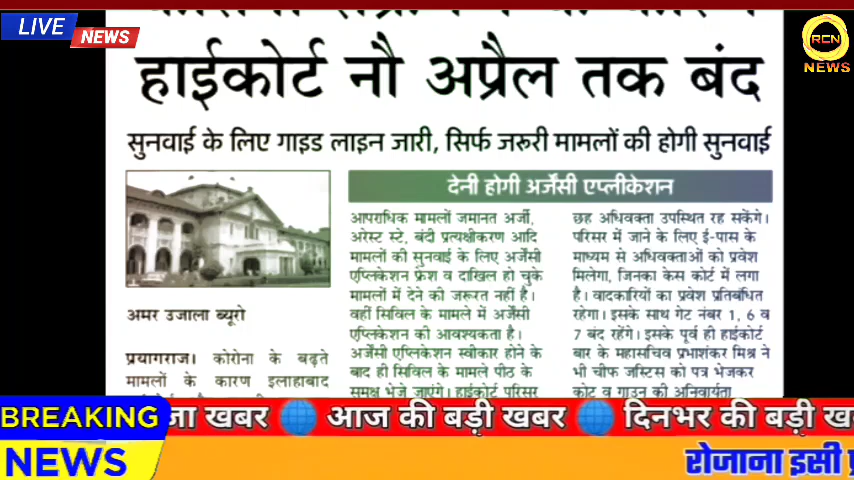 LIVE
NEWS
RCN
NEWS
हाईकोर्ट नौ अप्रैल तक बंद
सुनवाई के लिए गाइड लाइन जारी, सिर्फ जरूरी मामलों की होगी सुनवाई
देनी होगी अर्जेंसी एप्लीकेशन
अमर उजाला ब्यूरो
प्रयागराज। कोरोना के बढ़ते
मामलों के कारण इलाहाबाद
आपराधिक मामलों जमानत अर्जी,
अरेस्ट स्टे, बंदी प्रत्यक्षीकरण आदि
मामलों की सुनवाई के लिए अर्जेंसी
एप्लिकेशन फ्रेश व दाखिल हो चुके
मामलों में देने की जरूरत नहीं है।
वहीं सिविल के मामले में अर्जेंसी
एप्लिकेशन की आवश्यकता है।
अर्जेंसी एप्लिकेशन स्वीकार होने के
बाद ही सिविल के मामले पीठ के
समक्ष भेजे जाएंगे। हाईकोर्ट परिसर
छह अधिवक्ता उपस्थित रह सकेंगे।
परिसर में जाने के लिए ई-पास के
माध्यम से अधिवक्ताओं को प्रवेश
मिलेगा, जिनका केस कोर्ट में लगा
है। वादकारियों का प्रवेश प्रतिबंधित
रहेगा। इसके साथ गेट नंबर 1, 6 व
7 बंद रहेंगे। इसके पूर्व ही हाईकोर्ट
बार के महासचिव प्रभाशंकर मिश्र ने
भी चीफ जस्टिस को पत्र भेजकर
कोट व गाउन की अनिवार्यता
BREAKING
NEWS
जा खबर आज की बड़ी खबर दिनभर की बड़ी ख
रोजाना इसी